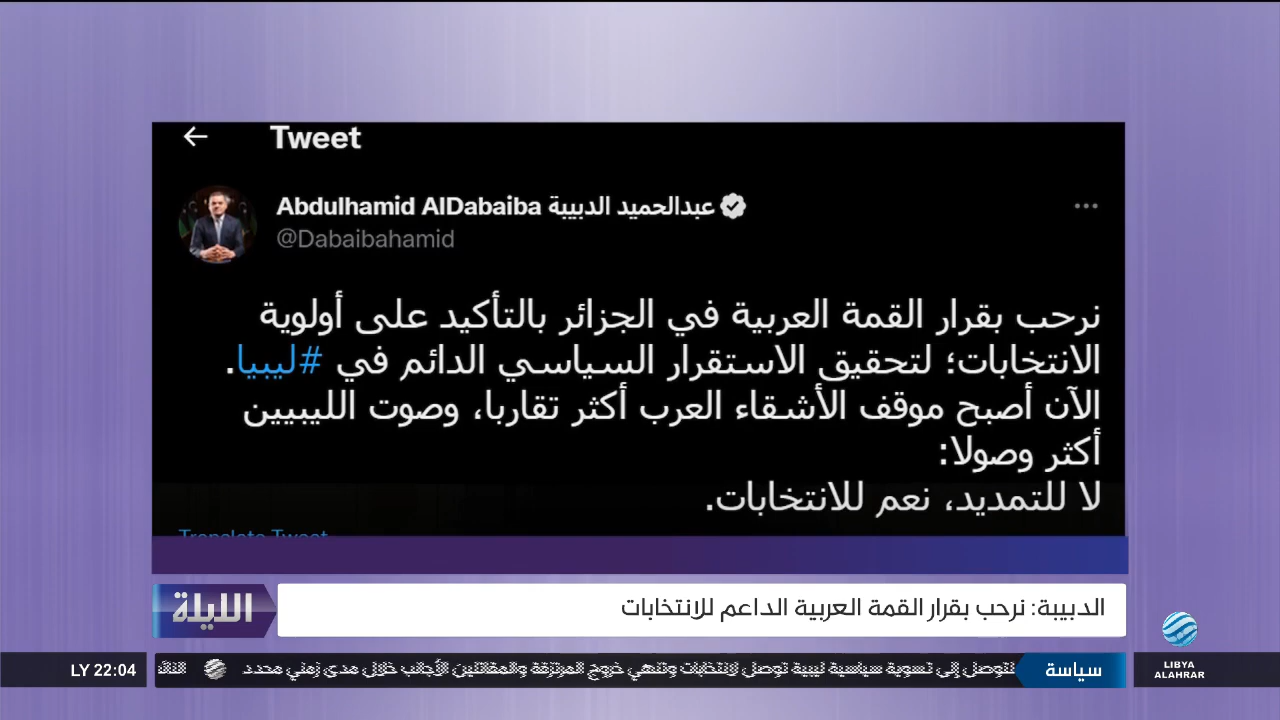 Tweet
Abdulhamid AlDabaiba عبدالحميد الدبيبة
@Dabaibahamid
نرحب بقرار القمة العربية في الجزائر بالتأكيد على أولوية
الانتخابات؛ لتحقيق الاستقرار السياسي الدائم في #ليبيا.
الآن أصبح موقف الأشقاء العرب أكثر تقاربا، وصوت الليبيين
أكثر وصولا:
لا للتمديد، نعم للانتخابات.
Translate Tweet
الليلة
الدبيبة: نرحب بقرار القمة العربية الداعم للانتخابات
LY 22:04
سياسة
للتوصل إلى تسوية سياسية ليبية توصل لانتخابات وتنهي خروج المرتزقة والمقاتلين الأجانب خلال مدى زمني محدد
LIBYA
ALAHRAR